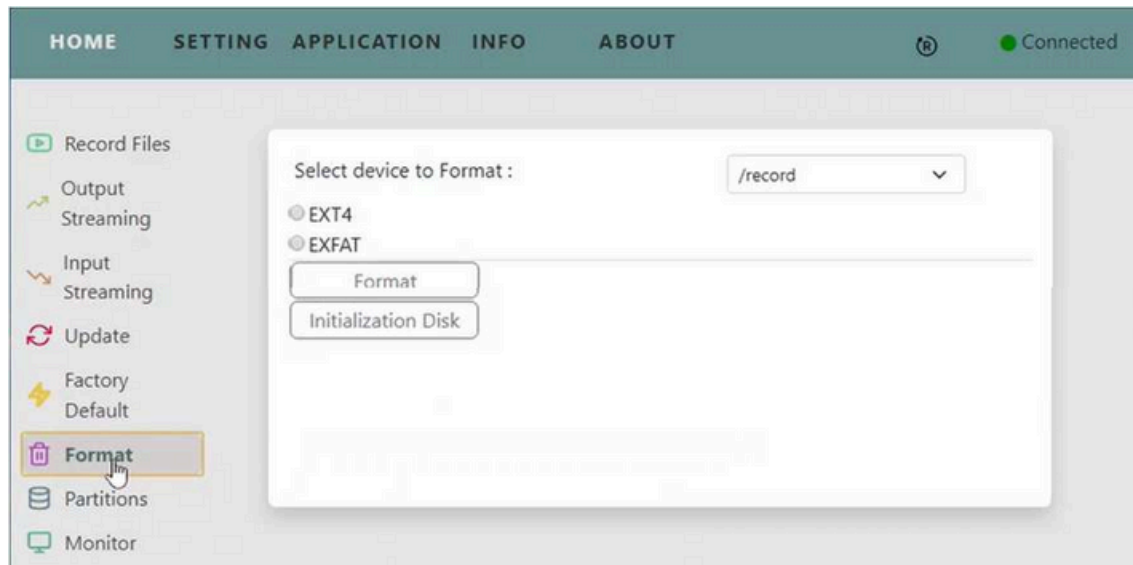 HOME SETTING APPLICATION INFO ABOUT Connected
Record Files
Output
Streaming
Input
Streaming
Update
Factory
Default
Format
Partitions
Monitor
Select device to Format :
/record
EXT4
EXFAT
Format
Initialization Disk